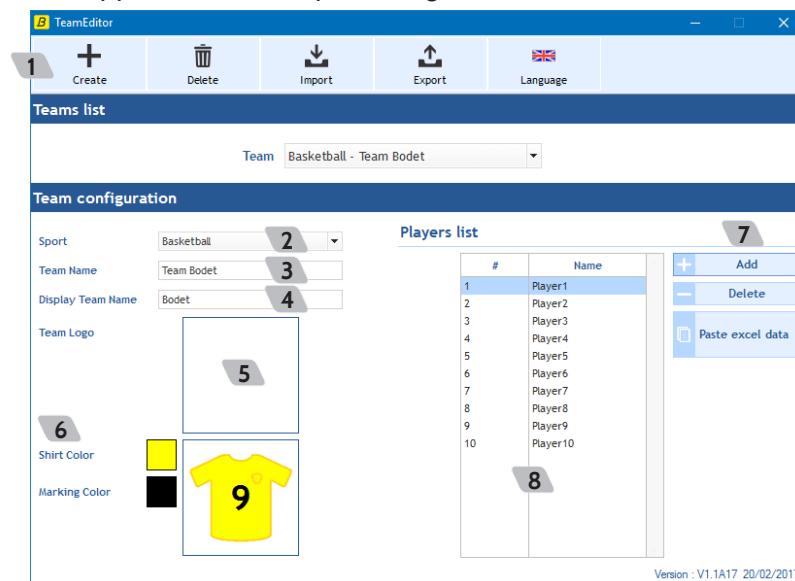 B TeamEditor
1 Create Delete Import Export Language
Teams list
Team Basketball - Team Bodet
Team configuration
Players list 7
Sport Basketball 2
# Name Add
Team Name Team Bodet 3
1 Player1
Delete
Display Team Name Bodet 4
2 Player2
3 Player3
Team Logo
4 Player4
Paste excel data
5 Player5
5
6 Player6
7 Player7
8 Player8
6
9 Player9
10 Player10
Shirt Color
8
Marking Color
9
Version : V1.1A17 20/02/201